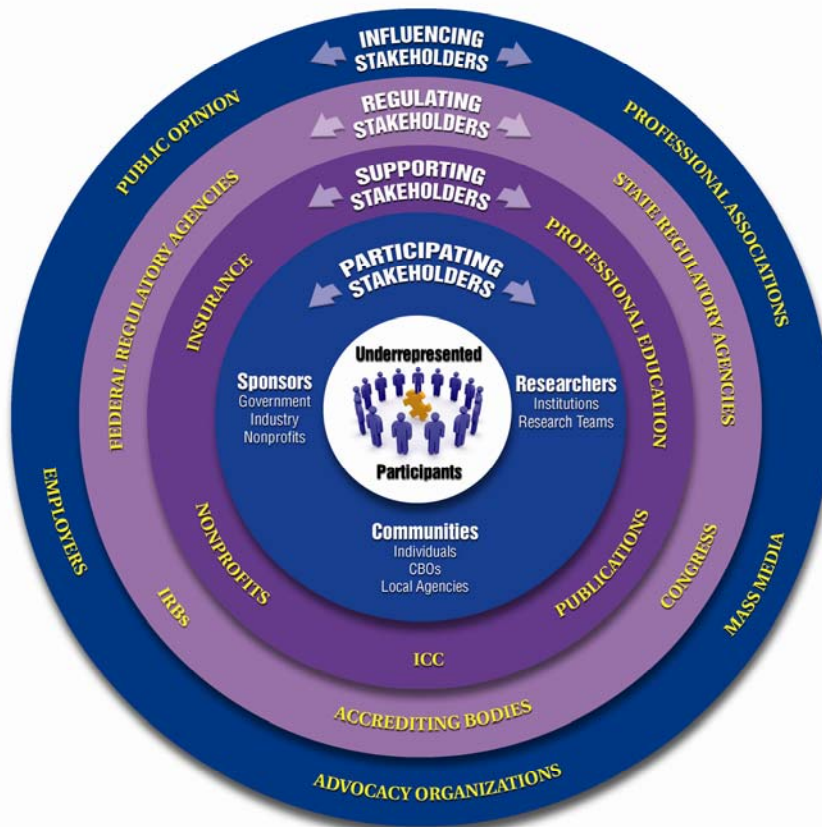 INFLUENCING
STAKEHOLDERS
PUBLIC OPINION
PROFESSIONAL ASSOCIATIONS
EMPLOYERS
MASS MEDIA
ADVOCACY ORGANIZATIONS
REGULATING
STAKEHOLDERS
FEDERAL REGULATORY AGENCIES
STATE REGULATORY AGENCIES
IRBs
CONGRESS
ACCREDITING BODIES
SUPPORTING
STAKEHOLDERS
INSURANCE
PROFESSIONAL EDUCATION
NONPROFITS
PUBLICATIONS
ICC
PARTICIPATING
STAKEHOLDERS
Sponsors
Government
Industry
Nonprofits
Underrepresented
Participants
Researchers
Institutions
Research Teams
Communities
Individuals
CBOs
Local Agencies